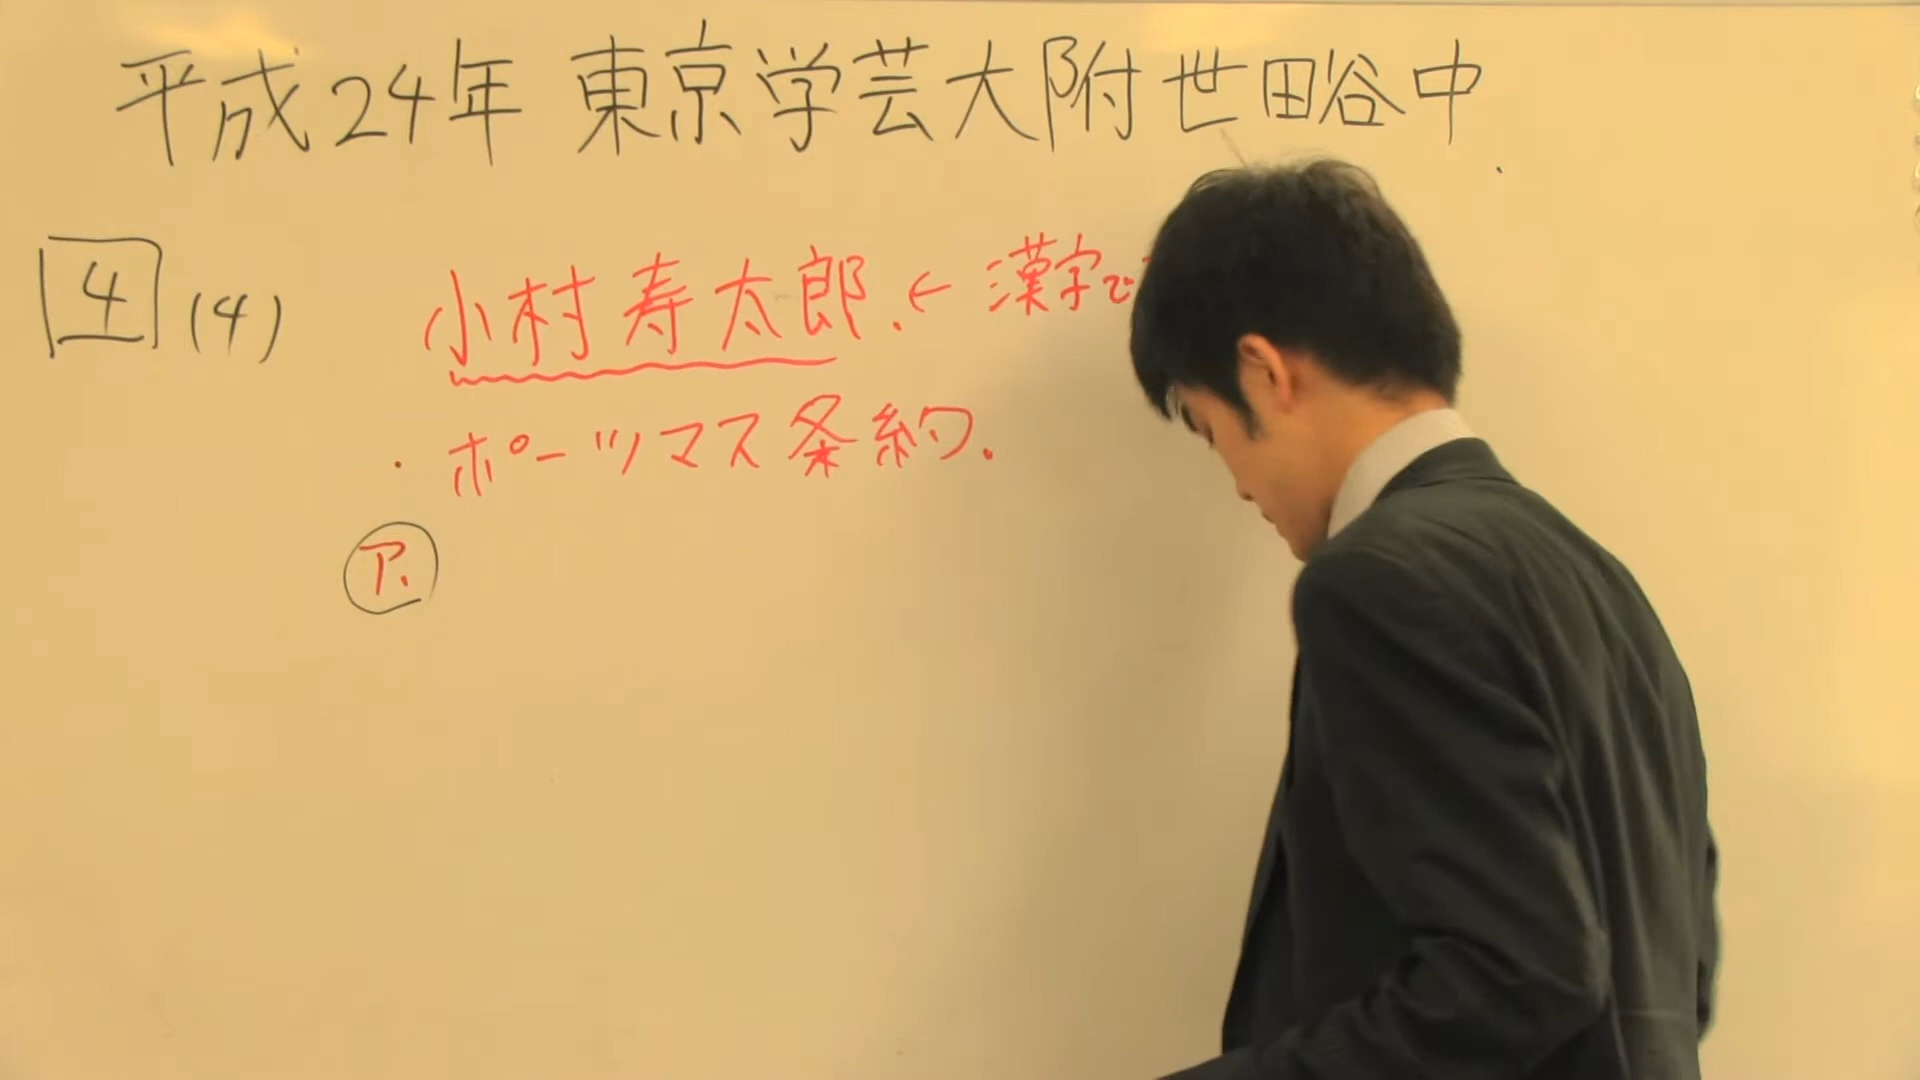 平成24年 東京学芸大附世田谷中
4 (4) 小村寿太郎. ← 漢字で
・ポーツマス条約.
ア.